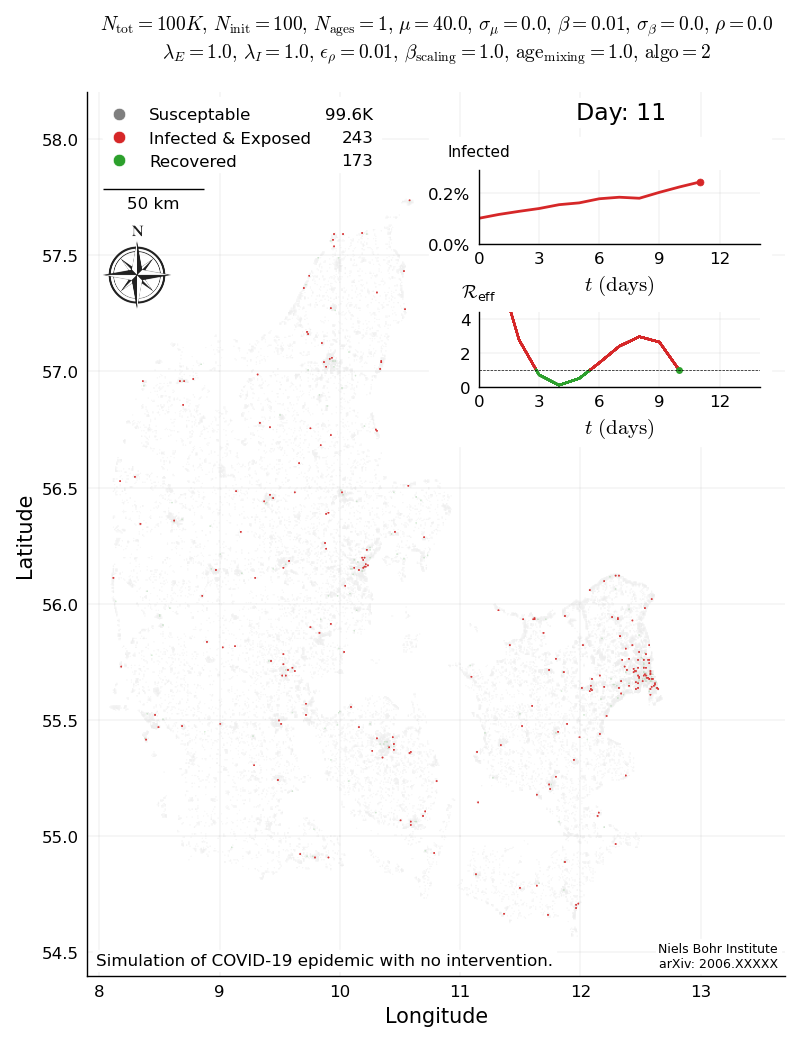 N_tot = 100K, N_init = 100, N_ages = 1, μ = 40.0, σ_μ = 0.0, β = 0.01, σ_β = 0.0, ρ = 0.0
λ_E = 1.0, λ_I = 1.0, ϵ_ρ = 0.01, β_scaling = 1.0, age_mixing = 1.0, algo = 2
Susceptable 99.6K
Infected & Exposed 243
Recovered 173
50 km
N
Day: 11
Infected
0.2%
0.0%
0 3 6 9 12
t (days)
R_eff
4
2
0
0 3 6 9 12
t (days)
58.0
57.5
57.0
56.5
56.0
55.5
55.0
54.5
Latitude
Simulation of COVID-19 epidemic with no intervention.
Niels Bohr Institute
arXiv: 2006.XXXXX
8 9 10 11 12 13
Longitude